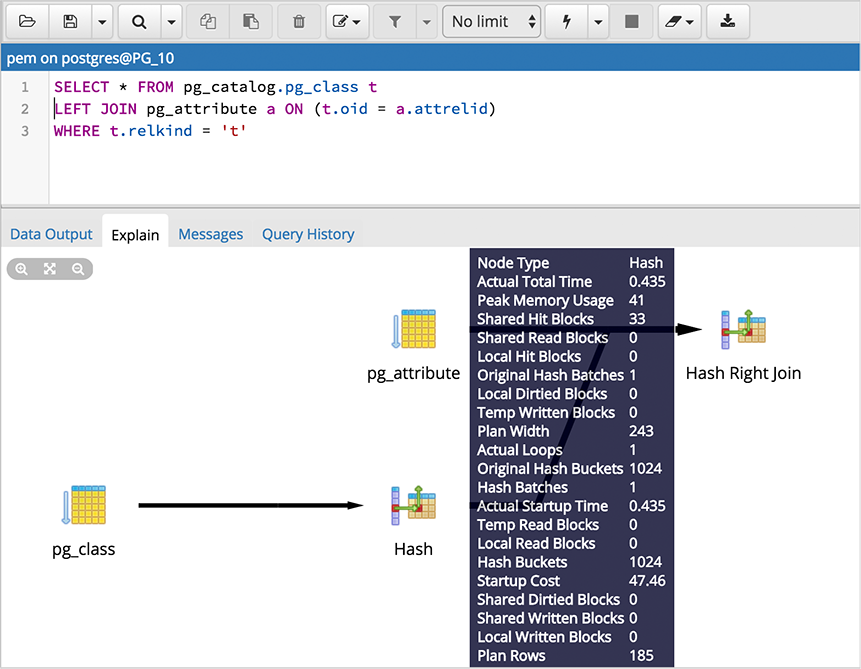 No limit
pem on postgres@PG_10
1 SELECT * FROM pg_catalog.pg_class t
2 LEFT JOIN pg_attribute a ON (t.oid = a.attrelid)
3 WHERE t.relkind = 't'
Data Output Explain Messages Query History
Node Type Hash
Actual Total Time 0.435
Peak Memory Usage 41
Shared Hit Blocks 33
Shared Read Blocks 0
Local Hit Blocks 0
Original Hash Batches 1
Local Dirtied Blocks 0
Temp Written Blocks 0
Plan Width 243
Actual Loops 1
Original Hash Buckets 1024
Hash Batches 1
Actual Startup Time 0.435
Temp Read Blocks 0
Local Read Blocks 0
Hash Buckets 1024
Startup Cost 47.46
Shared Dirtied Blocks 0
Shared Written Blocks 0
Local Written Blocks 0
Plan Rows 185
pg_attribute
Hash Right Join
pg_class
Hash